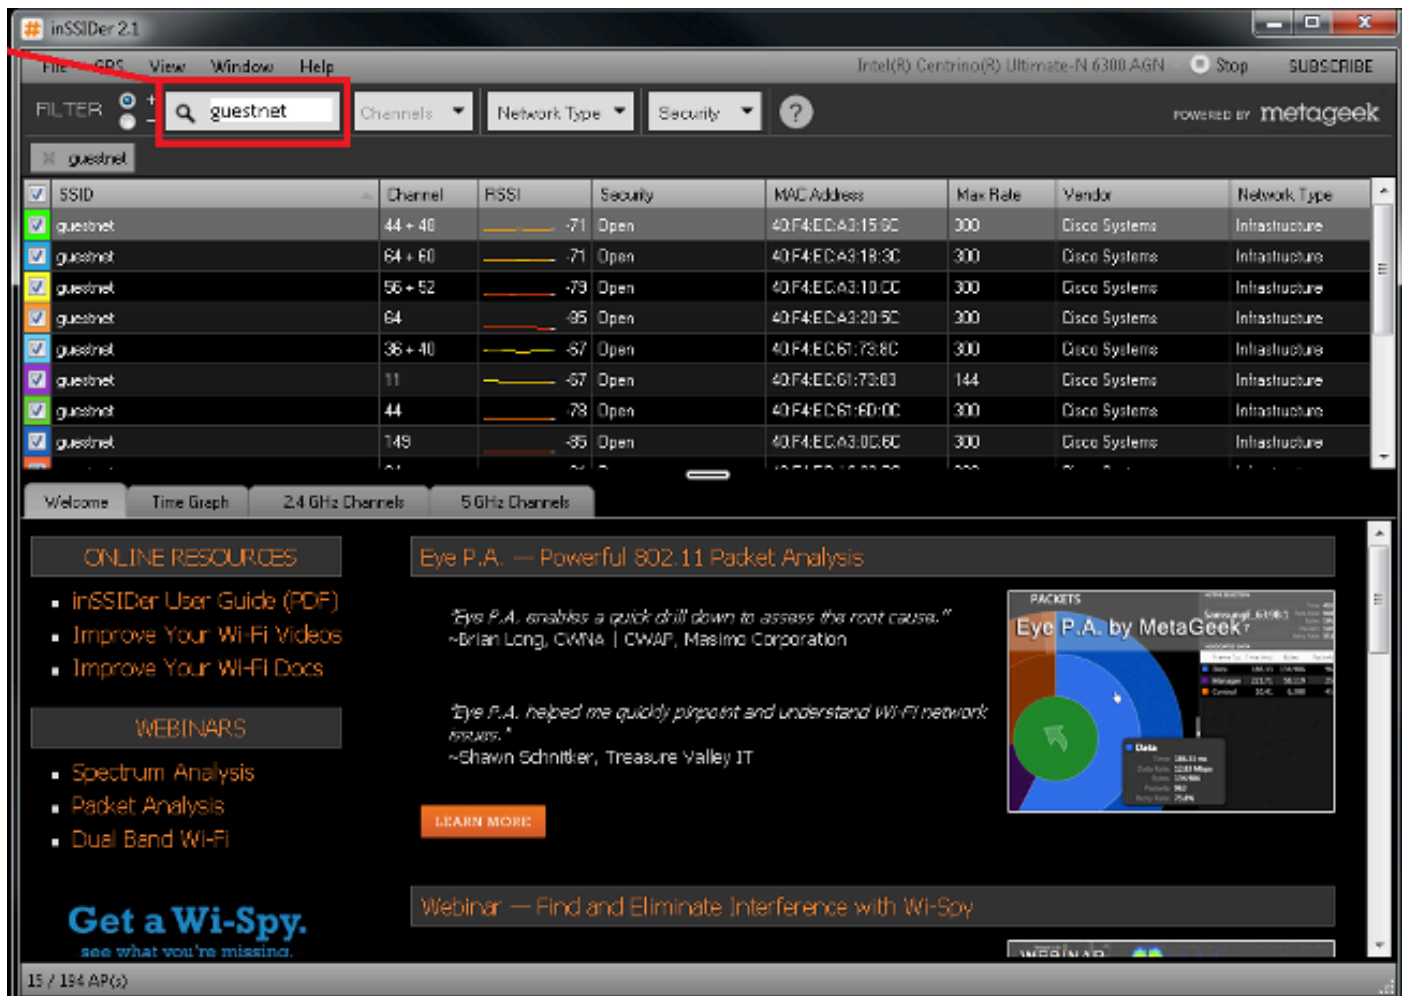 inSSIDer 2.1
File GPS View Window Help Intel(R) Centrino(R) Ultimate-N 6300 AGN Stop SUBSCRIBE
FILTER + - guestnet Channels Network Type Security ? POWERED BY metageek
guestnet
SSID Channel RSSI Security MAC Address Max Rate Vendor Network Type
guestnet 44 + 48 -71 Open 40:F4:EC:A3:15:6C 300 Cisco Systems Infrastructure
guestnet 64 + 60 -71 Open 40:F4:EC:A3:1B:3C 300 Cisco Systems Infrastructure
guestnet 56 + 52 -79 Open 40:F4:EC:A3:10:CC 300 Cisco Systems Infrastructure
guestnet 64 -85 Open 40:F4:EC:A3:20:5C 300 Cisco Systems Infrastructure
guestnet 36 + 40 -67 Open 40:F4:EC:61:73:8C 300 Cisco Systems Infrastructure
guestnet 11 -67 Open 40:F4:EC:61:73:83 144 Cisco Systems Infrastructure
guestnet 44 -78 Open 40:F4:EC:61:6D:0C 300 Cisco Systems Infrastructure
guestnet 149 -85 Open 40:F4:EC:A3:0C:6C 300 Cisco Systems Infrastructure
Welcome Time Graph 2.4 GHz Channels 5 GHz Channels
ONLINE RESOURCES
inSSIDer User Guide (PDF)
Improve Your Wi-Fi Videos
Improve Your Wi-Fi Docs
WEBINARS
Spectrum Analysis
Packet Analysis
Dual Band Wi-Fi
Get a Wi-Spy.
see what you're missing.
Eye P.A. — Powerful 802.11 Packet Analysis
"Eye P.A. enables a quick drill down to assess the root cause."
~Brian Long, CWNA | CWAP, Masimo Corporation
"Eye P.A. helped me quickly pinpoint and understand Wi-Fi network
issues."
~Shawn Schnitker, Treasure Valley IT
LEARN MORE
PACKETS
Eye P.A. by MetaGeek
Data
Webinar — Find and Eliminate Interference with Wi-Spy
WEBINAR
15 / 194 AP(s)